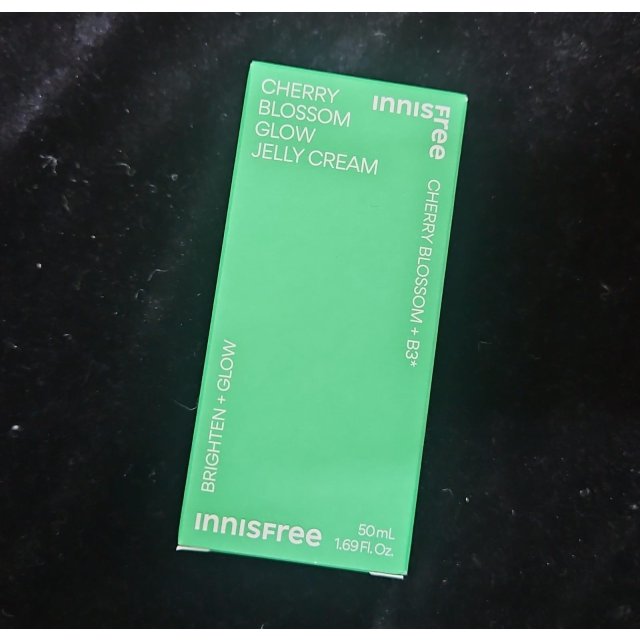 CHERRY
BLOSSOM
GLOW
JELLY CREAM
INNISFree
CHERRY BLOSSOM + B3*
BRIGHTEN + GLOW
INNISFree
50 mL
1.69 Fl. Oz.